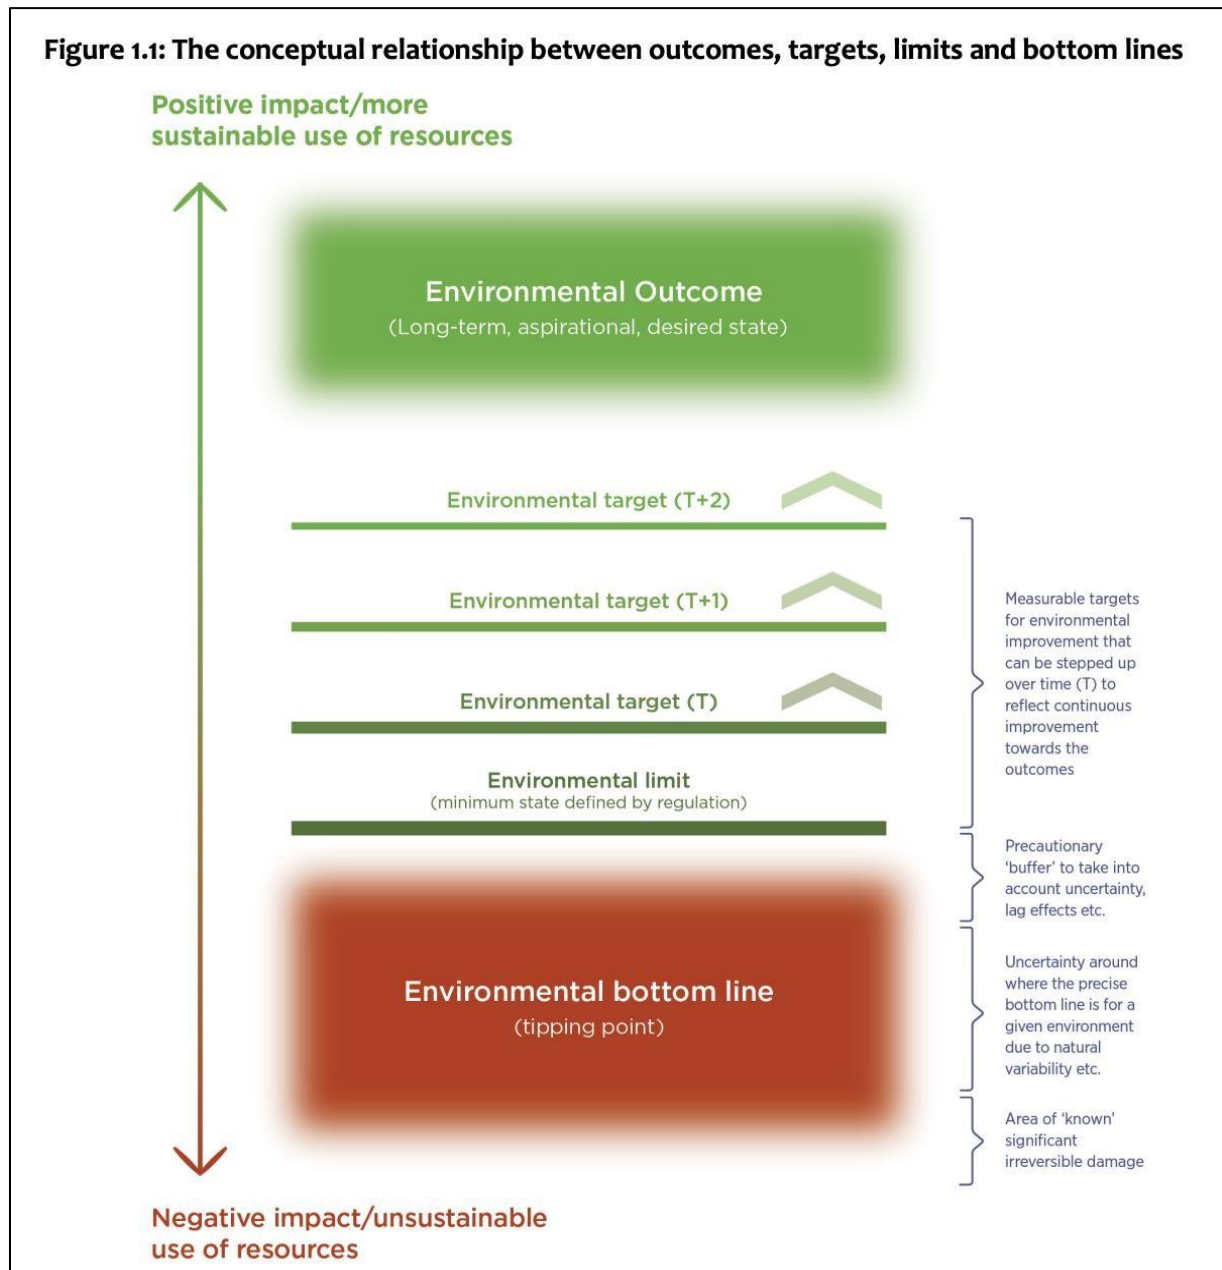 Figure 1.1: The conceptual relationship between outcomes, targets, limits and bottom lines
Positive impact/more
sustainable use of resources
Environmental Outcome
(Long-term, aspirational, desired state)
Environmental target (T+2)
Environmental target (T+1)
Environmental target (T)
Environmental limit
(minimum state defined by regulation)
Measurable targets
for environmental
improvement that
can be stepped up
over time (T) to
reflect continuous
improvement
towards the
outcomes
Precautionary
‘buffer’ to take into
account uncertainty,
lag effects etc.
Environmental bottom line
(tipping point)
Uncertainty around
where the precise
bottom line is for a
given environment
due to natural
variability etc.
Area of ‘known’
significant
irreversible damage
Negative impact/unsustainable
use of resources